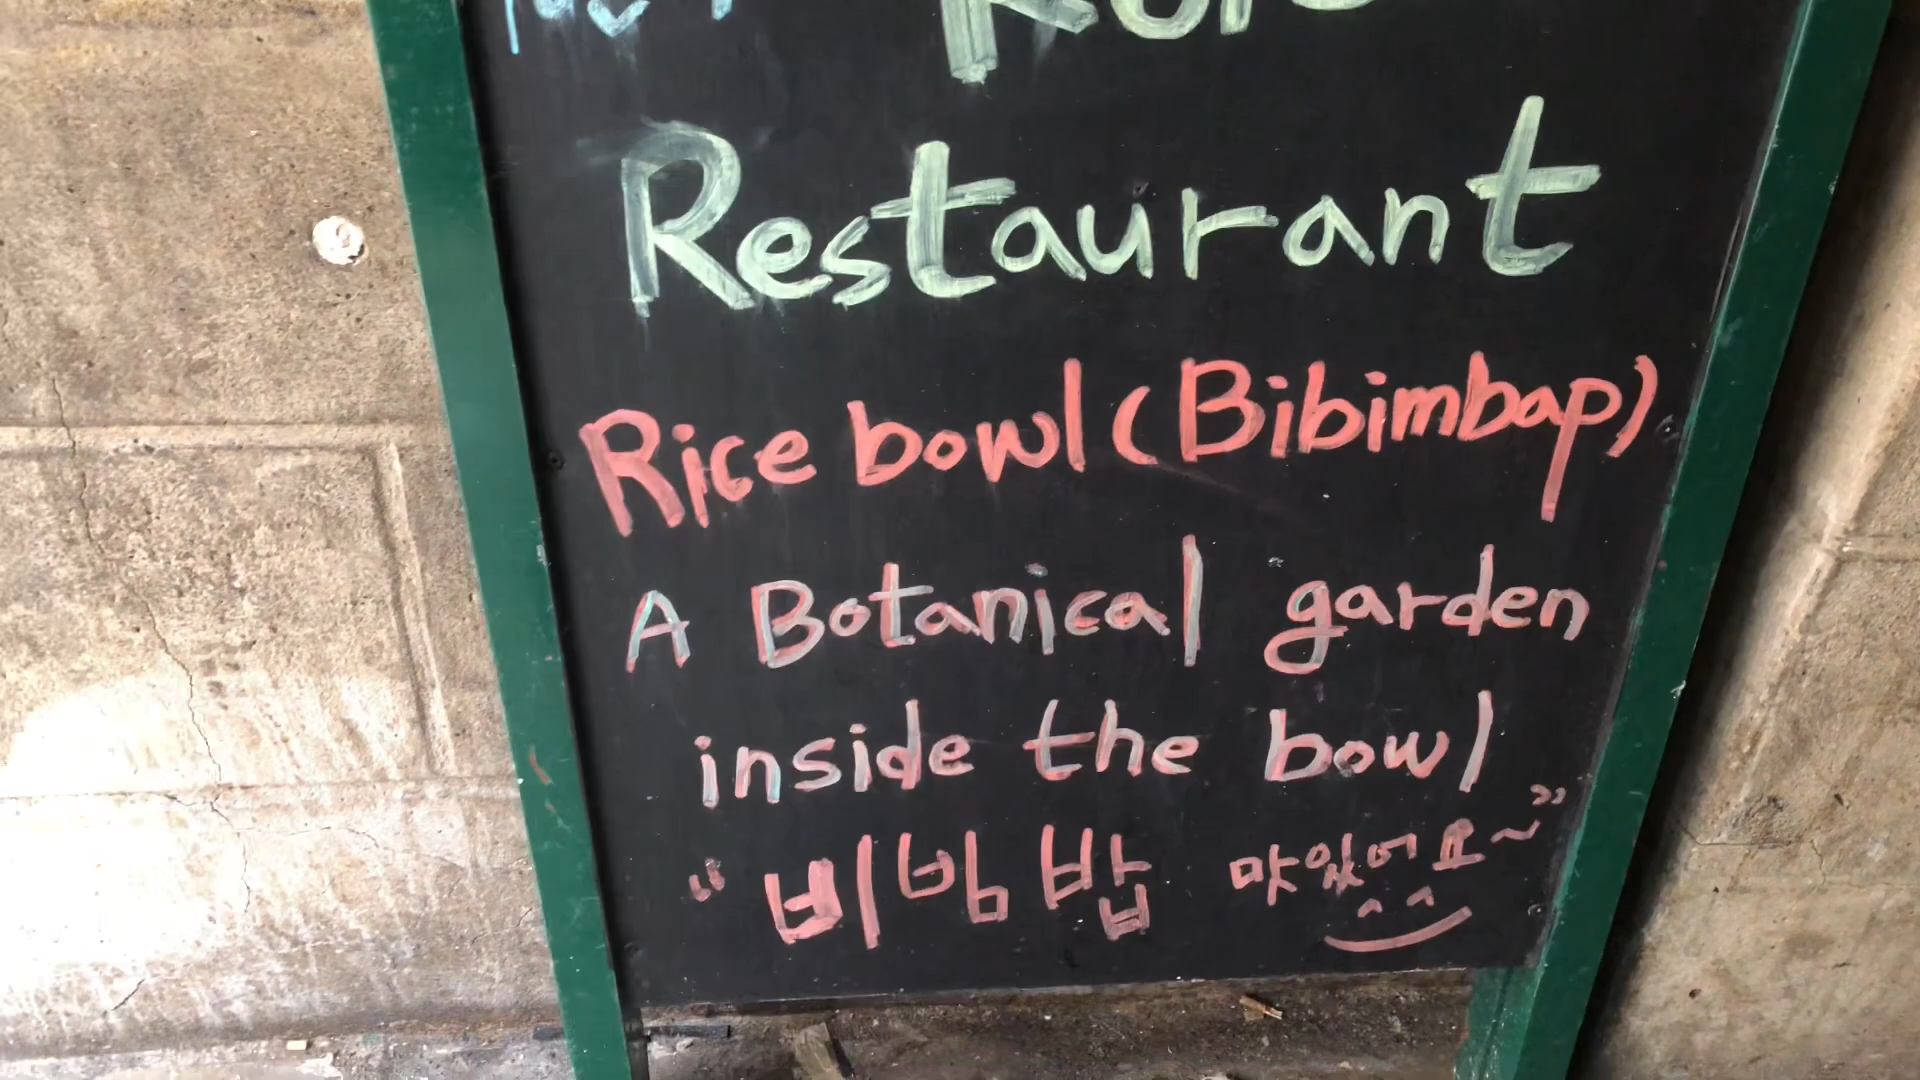 Restaurant
Rice bowl (Bibimbap)
A Botanical garden
inside the bowl
"비빔밥 맛있어요~"